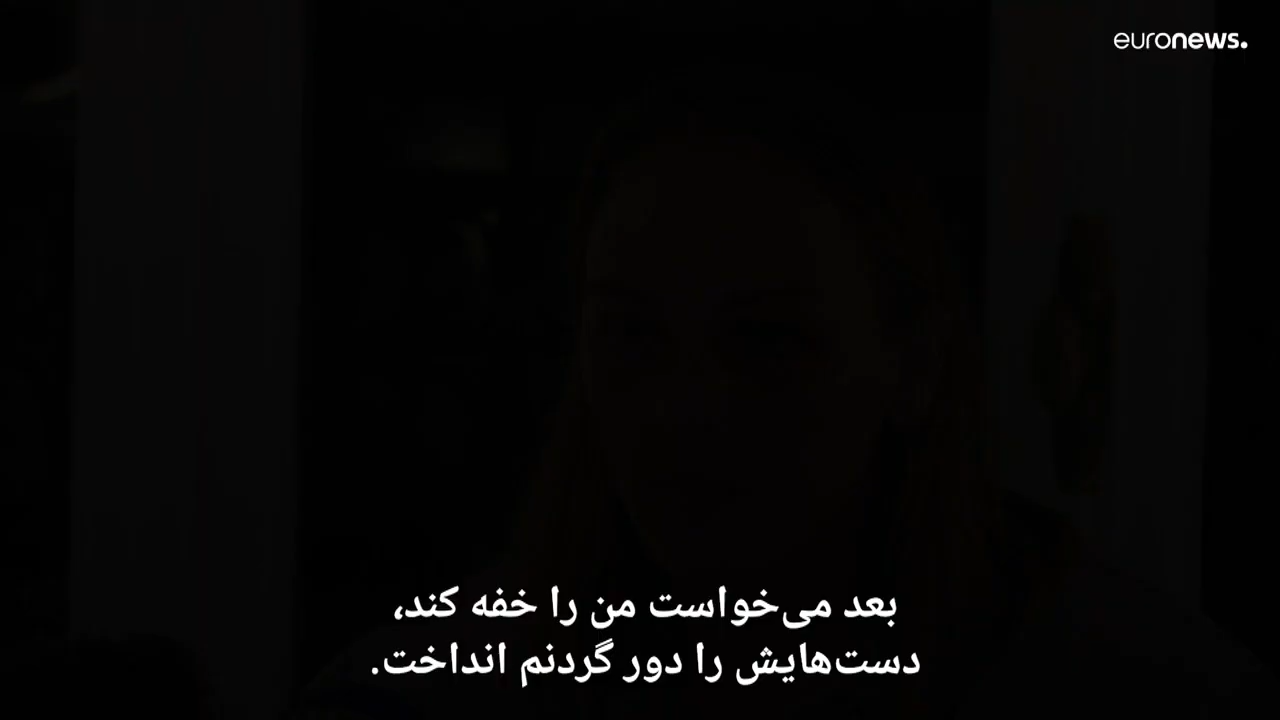 euronews.
بعد می‌خواست من را خفه کند،
دست‌هایش را دور گردنم انداخت.